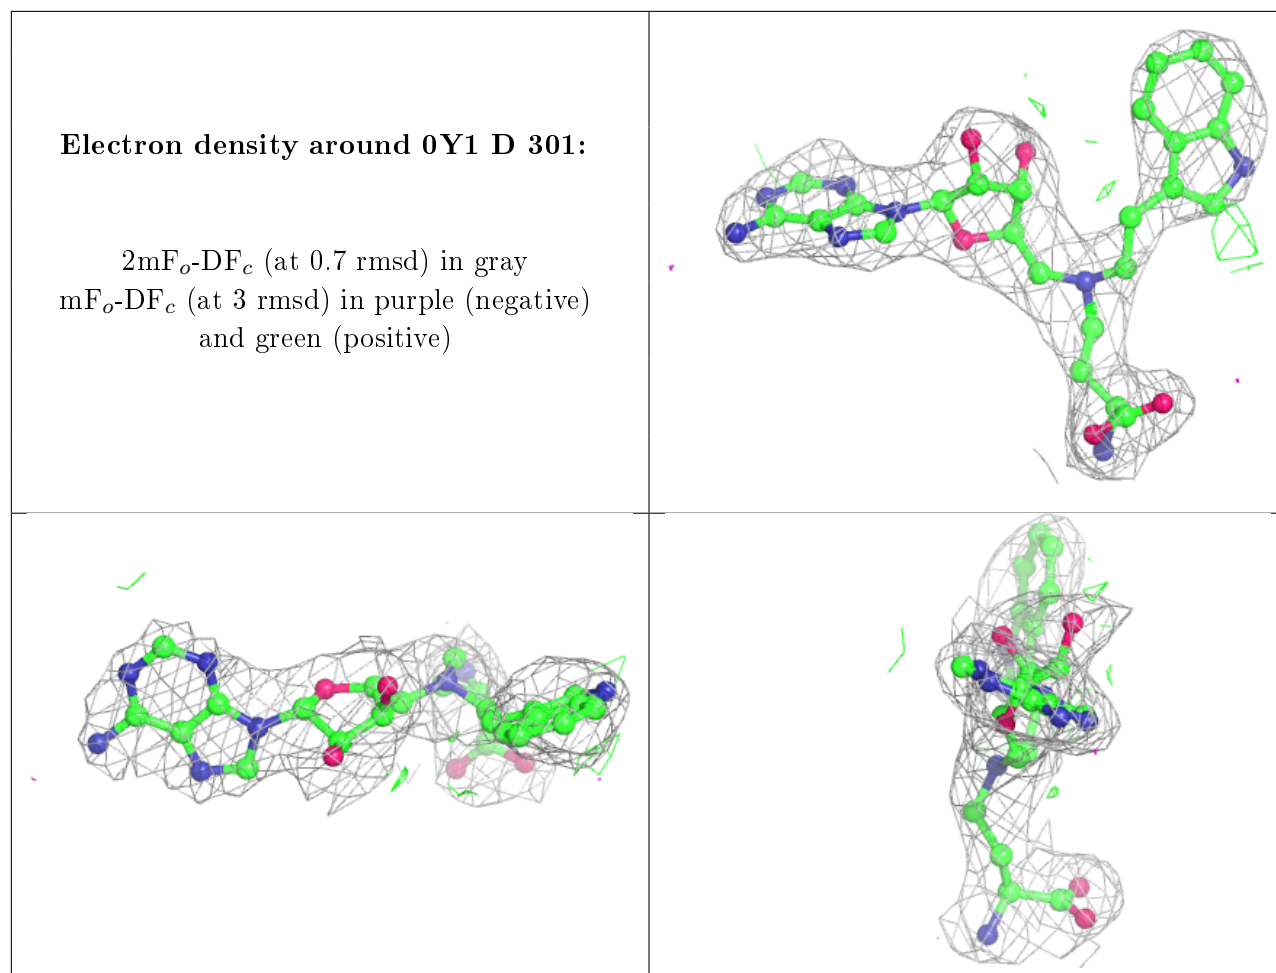 Electron density around 0Y1 D 301:
2mFₒ-DF𝑐 (at 0.7 rmsd) in gray
mFₒ-DF𝑐 (at 3 rmsd) in purple (negative)
and green (positive)